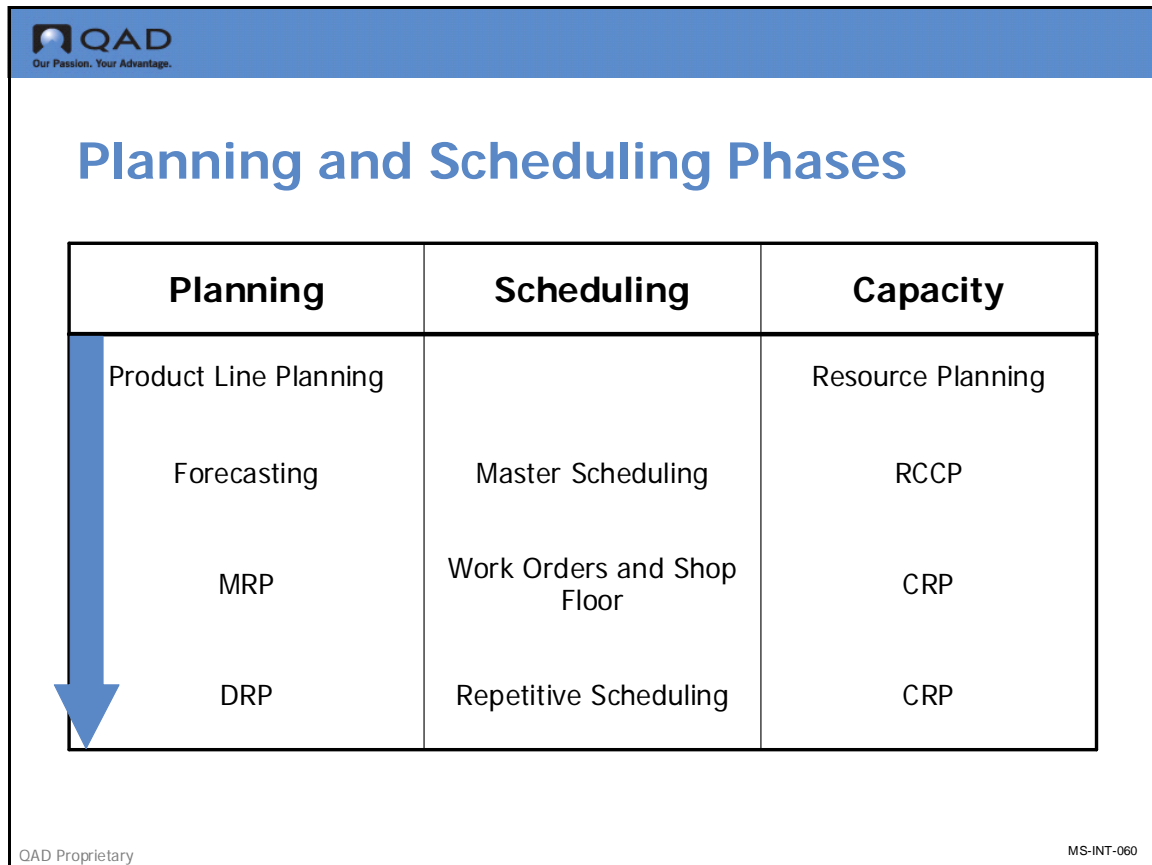 QAD
Our Passion. Your Advantage.
Planning and Scheduling Phases
Planning Scheduling Capacity
Product Line Planning Resource Planning
Forecasting Master Scheduling RCCP
MRP Work Orders and Shop Floor CRP
DRP Repetitive Scheduling CRP
QAD Proprietary
MS-INT-060